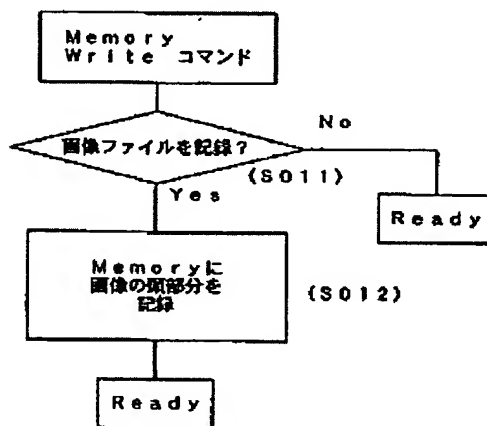 Memory
Write コマンド
画像ファイルを記録？
No
(S011)
Yes
Ready
Memoryに
画像の頭部分を
記録
(S012)
Ready